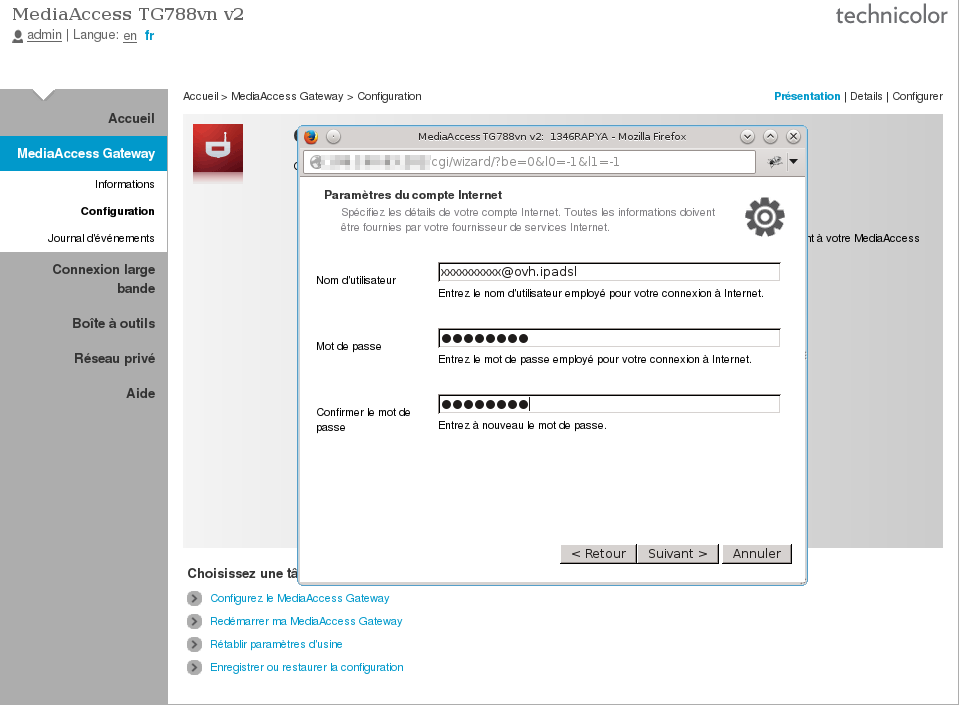 MediaAccess TG788vn v2
technicolor
admin | Langue: en fr
Accueil > MediaAccess Gateway > Configuration
Présentation | Details | Configurer
Accueil
MediaAccess Gateway
Informations
Configuration
Journal d'événements
Connexion large
bande
Boîte à outils
Réseau privé
Aide
MediaAccess TG788vn v2: 1346RAPYA - Mozilla Firefox
cgi/wizard/?be=0&l0=-1&l1=-1
Paramètres du compte Internet
Spécifiez les détails de votre compte Internet. Toutes les informations doivent
être fournies par votre fournisseur de services Internet.
nt à votre MediaAccess
Nom d'utilisateur
xxxxxxxxxx@ovh.ipadsl
Entrez le nom d'utilisateur employé pour votre connexion à Internet.
Mot de passe
●●●●●●●●
Entrez le mot de passe employé pour votre connexion à Internet.
Confirmer le mot de
passe
●●●●●●●●
Entrez à nouveau le mot de passe.
< Retour
Suivant >
Annuler
Choisissez une tâ
Configurez le MediaAccess Gateway
Redémarrer ma MediaAccess Gateway
Rétablir paramètres d'usine
Enregistrer ou restaurer la configuration